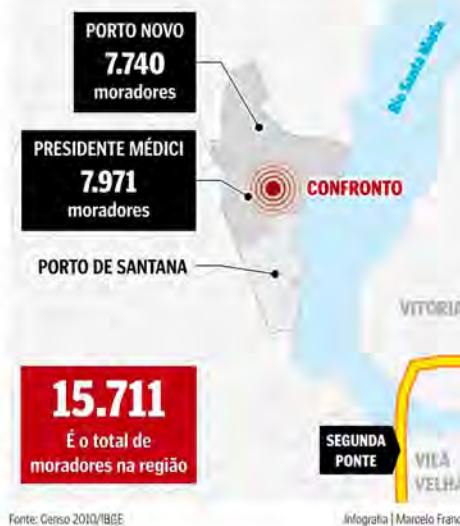 PORTO NOVO
7.740
moradores
Rio Santa Maria
PRESIDENTE MÉDICI
7.971
moradores
CONFRONTO
PORTO DE SANTANA
VITÓRIA
15.711
É o total de
moradores na região
SEGUNDA
PONTE
VILA
VELHA
Fonte: Censo 2010/IBGE
Infografia | Marcelo Franc